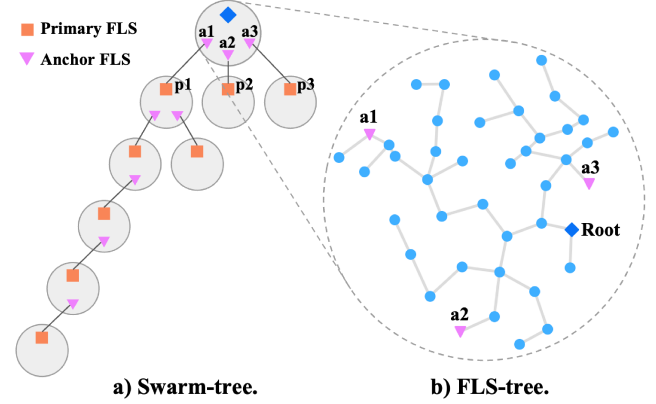 Primary FLS
Anchor FLS
a1
a2
a3
p1
p2
p3
a1
a3
Root
a2
a) Swarm-tree.
b) FLS-tree.